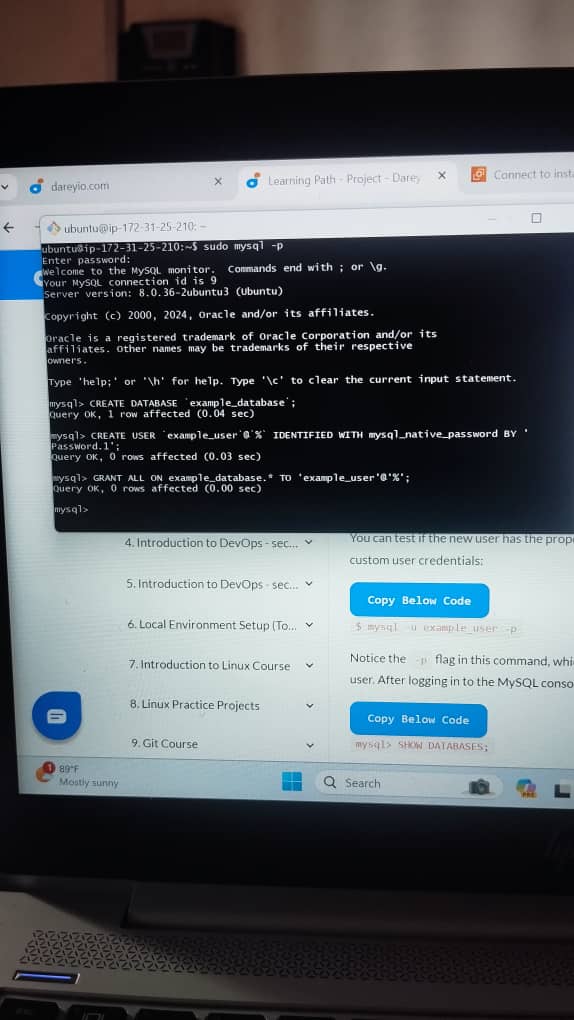 dareyio.com
Learning Path - Project - Darey
Connect to inst
ubuntu@ip-172-31-25-210: ~
ubuntu@ip-172-31-25-210:~$ sudo mysql -p
Enter password:
Welcome to the MySQL monitor.  Commands end with ; or \g.
Your MySQL connection id is 9
Server version: 8.0.36-2ubuntu3 (Ubuntu)
Copyright (c) 2000, 2024, Oracle and/or its affiliates.
Oracle is a registered trademark of Oracle Corporation and/or its
affiliates. Other names may be trademarks of their respective
owners.
Type 'help;' or '\h' for help. Type '\c' to clear the current input statement.
mysql> CREATE DATABASE `example_database`;
Query OK, 1 row affected (0.04 sec)
mysql> CREATE USER `example_user`@`%` IDENTIFIED WITH mysql_native_password BY '
PassWord.1';
Query OK, 0 rows affected (0.03 sec)
mysql> GRANT ALL ON example_database.* TO 'example_user'@'%';
Query OK, 0 rows affected (0.00 sec)
mysql>
4. Introduction to DevOps - sec...
5. Introduction to DevOps - sec...
6. Local Environment Setup (To...
7. Introduction to Linux Course
8. Linux Practice Projects
9. Git Course
You can test if the new user has the prop
custom user credentials:
Copy Below Code
$ mysql -u example_user -p
Notice the -p flag in this command, whi
user. After logging in to the MySQL conso
Copy Below Code
mysql> SHOW DATABASES;
1
89°F
Mostly sunny
Search
PRE